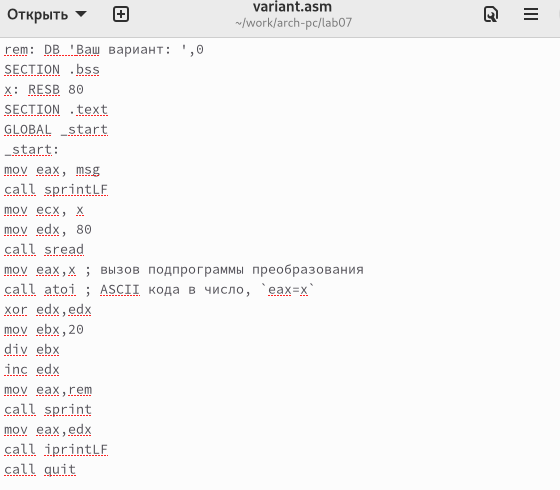 Открыть
variant.asm
~/work/arch-pc/lab07
rem: DB 'Ваш вариант: ',0
SECTION .bss
x: RESB 80
SECTION .text
GLOBAL _start
_start:
mov eax, msg
call sprintLF
mov ecx, x
mov edx, 80
call sread
mov eax,x ; вызов подпрограммы преобразования
call atoi ; ASCII кода в число, `eax=x`
xor edx,edx
mov ebx,20
div ebx
inc edx
mov eax,rem
call sprint
mov eax,edx
call iprintLF
call quit